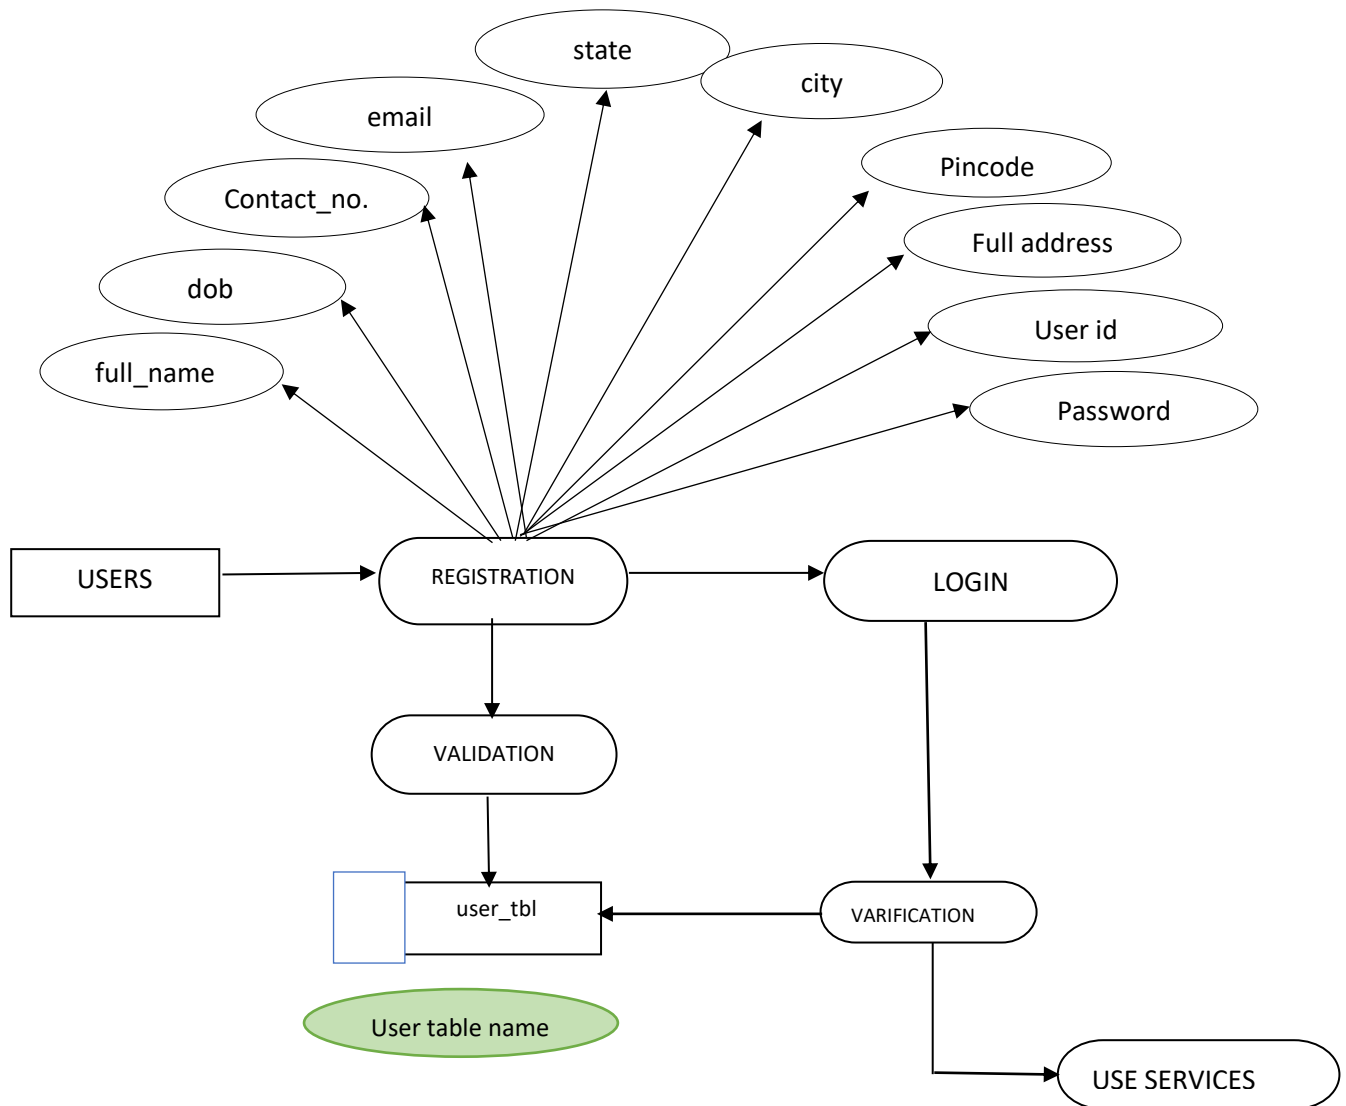 state
city
email
Pincode
Contact_no.
Full address
dob
User id
full_name
Password
USERS
REGISTRATION
LOGIN
VALIDATION
user_tbl
VARIFICATION
User table name
USE SERVICES